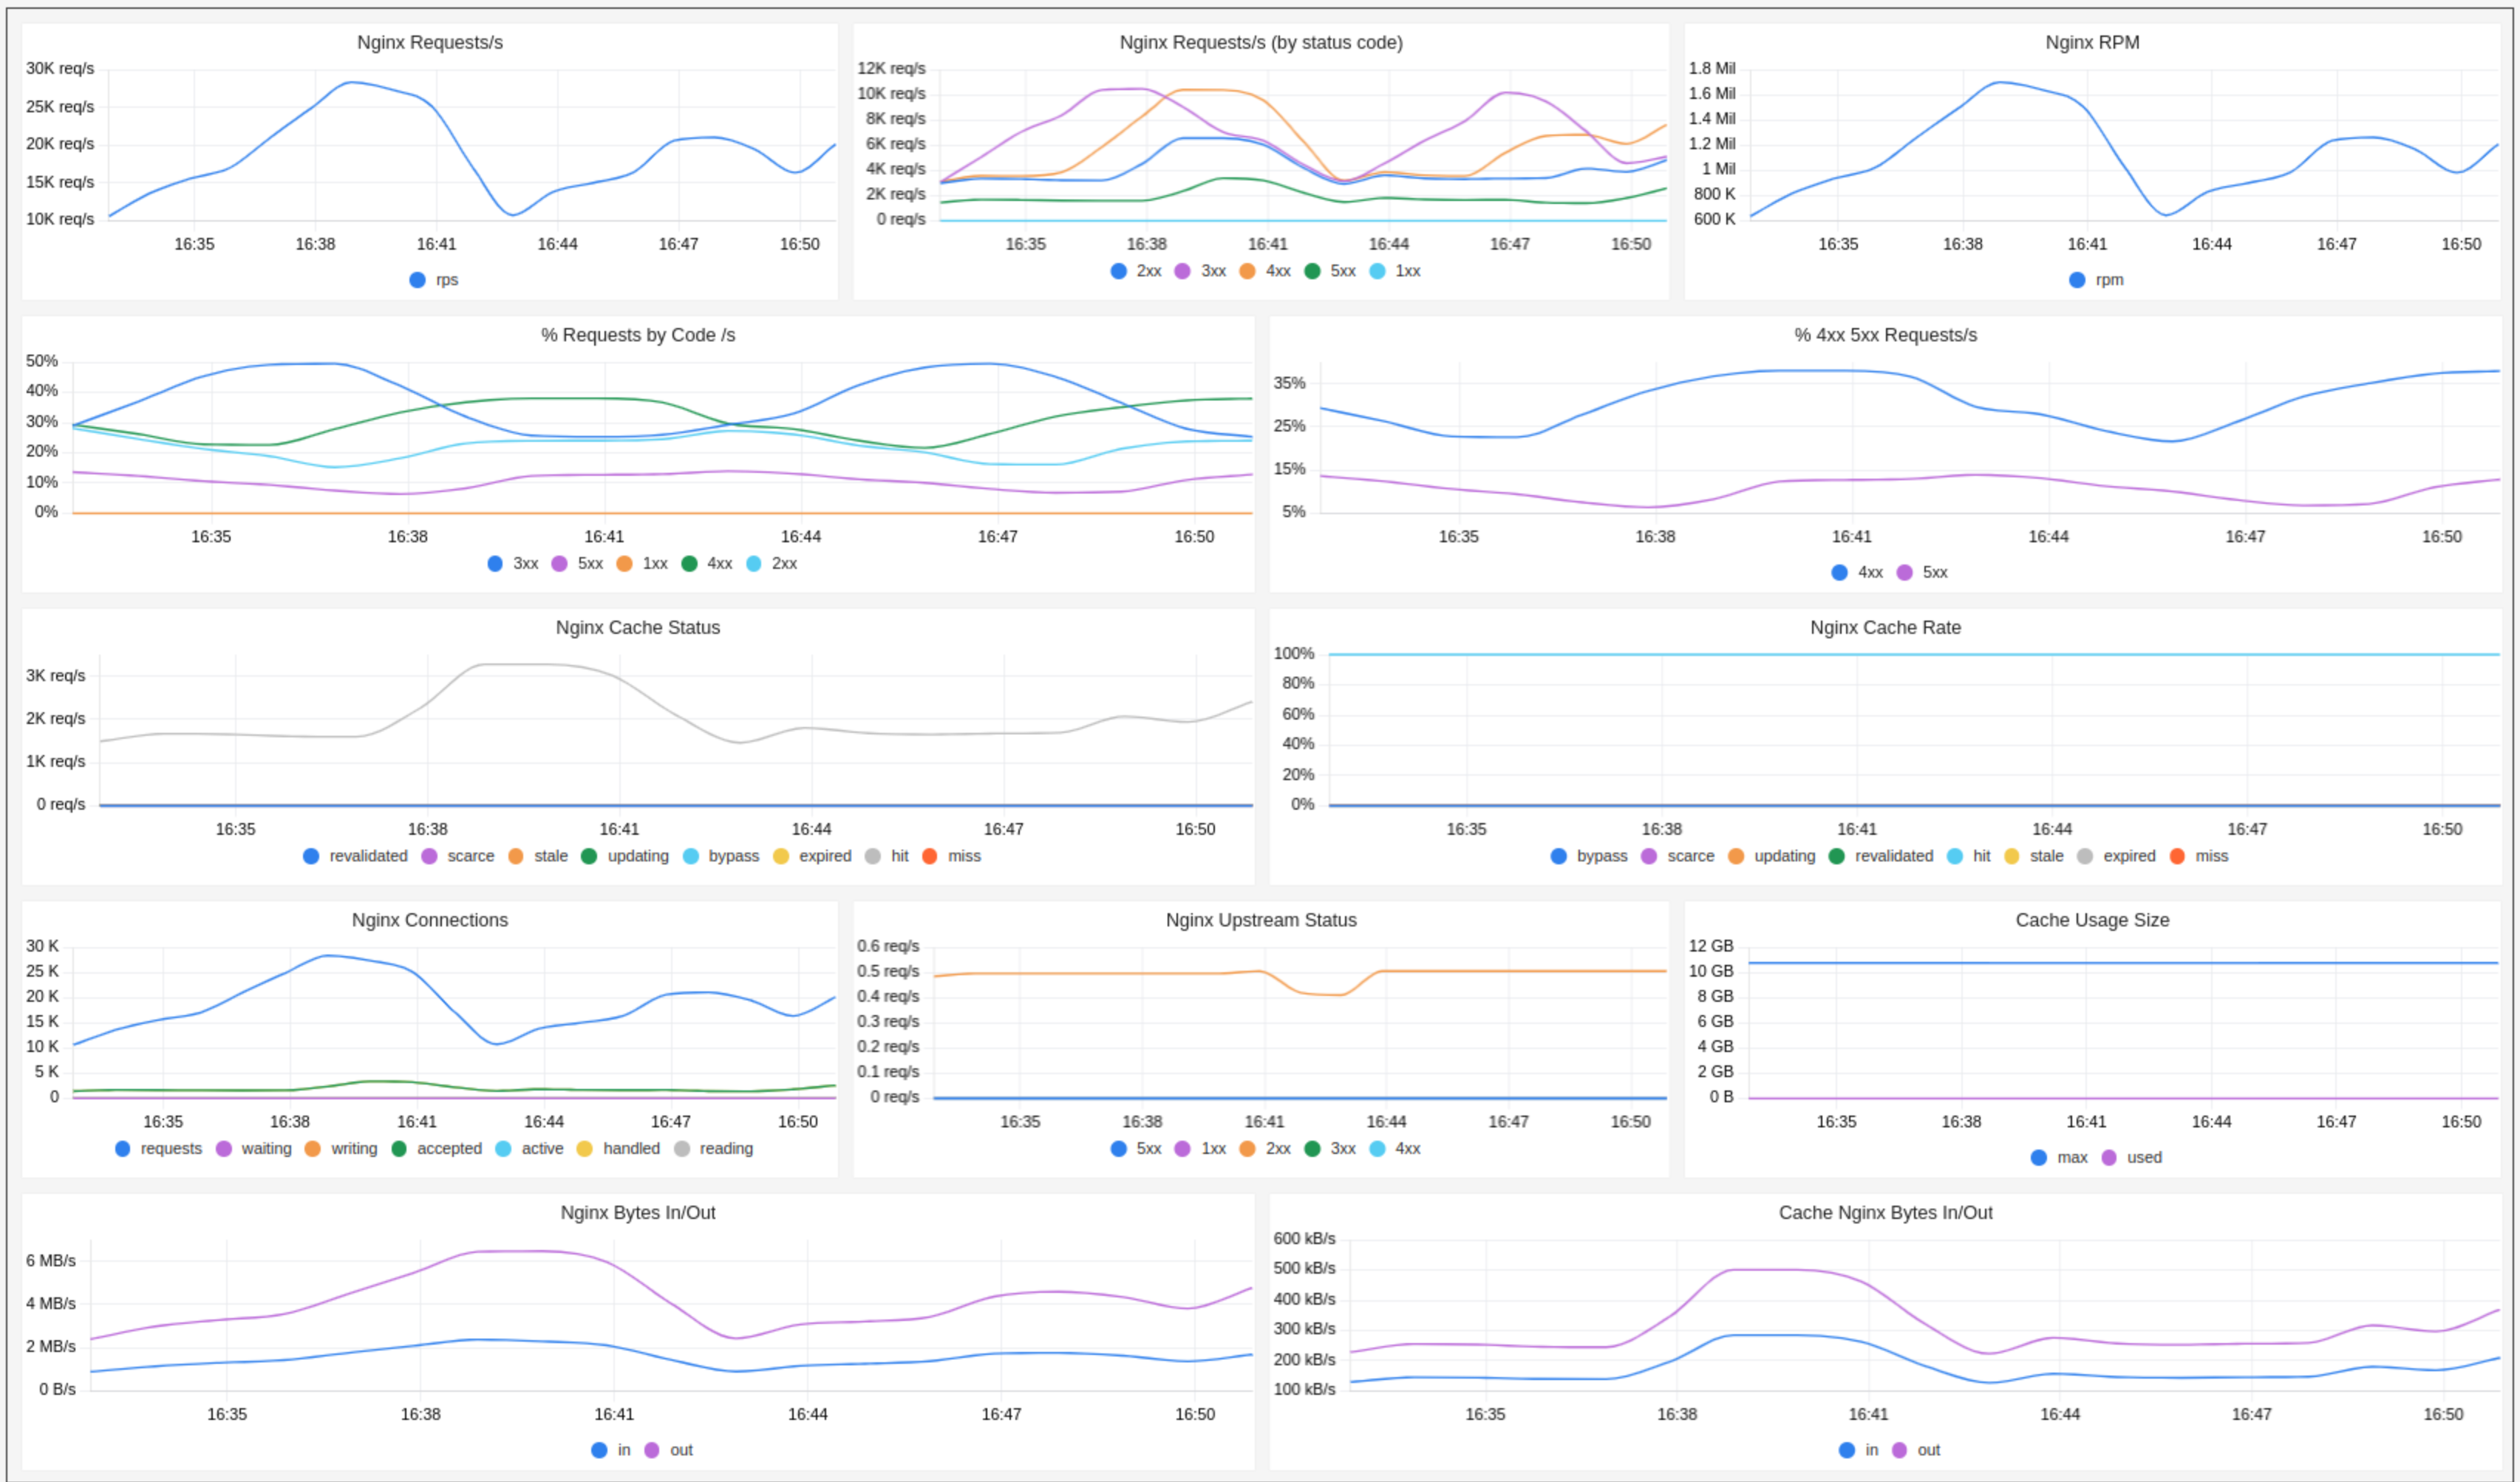 Nginx Requests/s
30K req/s
25K req/s
20K req/s
15K req/s
10K req/s
16:35 16:38 16:41 16:44 16:47 16:50
rps
Nginx Requests/s (by status code)
12K req/s
10K req/s
8K req/s
6K req/s
4K req/s
2K req/s
0 req/s
16:35 16:38 16:41 16:44 16:47 16:50
2xx 3xx 4xx 5xx 1xx
Nginx RPM
1.8 Mil
1.6 Mil
1.4 Mil
1.2 Mil
1 Mil
800 K
600 K
16:35 16:38 16:41 16:44 16:47 16:50
rpm
% Requests by Code /s
50%
40%
30%
20%
10%
0%
16:35 16:38 16:41 16:44 16:47 16:50
3xx 5xx 1xx 4xx 2xx
% 4xx 5xx Requests/s
35%
25%
15%
5%
16:35 16:38 16:41 16:44 16:47 16:50
4xx 5xx
Nginx Cache Status
3K req/s
2K req/s
1K req/s
0 req/s
16:35 16:38 16:41 16:44 16:47 16:50
revalidated scarce stale updating bypass expired hit miss
Nginx Cache Rate
100%
80%
60%
40%
20%
0%
16:35 16:38 16:41 16:44 16:47 16:50
bypass scarce updating revalidated hit stale expired miss
Nginx Connections
30 K
25 K
20 K
15 K
10 K
5 K
0
16:35 16:38 16:41 16:44 16:47 16:50
requests waiting writing accepted active handled reading
Nginx Upstream Status
0.6 req/s
0.5 req/s
0.4 req/s
0.3 req/s
0.2 req/s
0.1 req/s
0 req/s
16:35 16:38 16:41 16:44 16:47 16:50
5xx 1xx 2xx 3xx 4xx
Cache Usage Size
12 GB
10 GB
8 GB
6 GB
4 GB
2 GB
0 B
16:35 16:38 16:41 16:44 16:47 16:50
max used
Nginx Bytes In/Out
6 MB/s
4 MB/s
2 MB/s
0 B/s
16:35 16:38 16:41 16:44 16:47 16:50
in out
Cache Nginx Bytes In/Out
600 kB/s
500 kB/s
400 kB/s
300 kB/s
200 kB/s
100 kB/s
16:35 16:38 16:41 16:44 16:47 16:50
in out